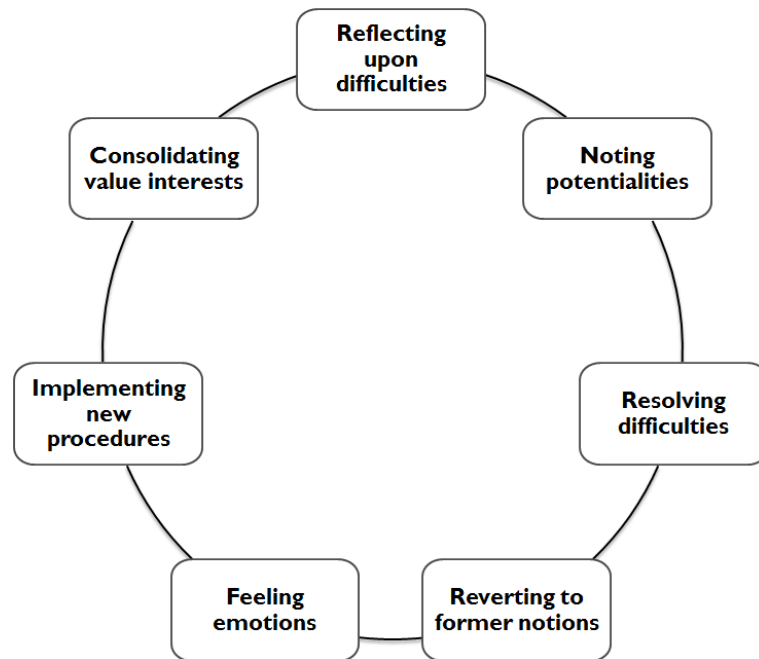 Reflecting
upon
difficulties
Noting
potentialities
Resolving
difficulties
Reverting to
former notions
Feeling
emotions
Implementing
new
procedures
Consolidating
value interests